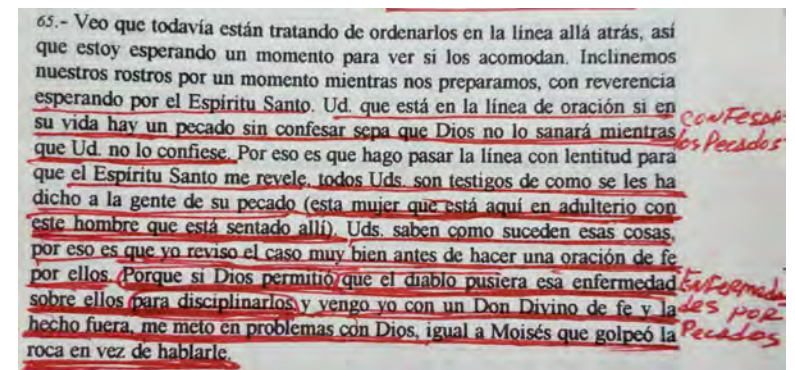 65.- Veo que todavía están tratando de ordenarlos en la línea allá atrás, así
que estoy esperando un momento para ver si los acomodan. Inclinemos
nuestros rostros por un momento mientras nos preparamos, con reverencia
esperando por el Espíritu Santo. Ud. que está en la línea de oración si en
su vida hay un pecado sin confesar sepa que Dios no lo sanará mientras
que Ud. no lo confiese. Por eso es que hago pasar la línea con lentitud para
que el Espíritu Santo me revele, todos Uds. son testigos de como se les ha
dicho a la gente de su pecado (esta mujer que está aquí en adulterio con
este hombre que está sentado allí). Uds. saben como suceden esas cosas,
por eso es que yo reviso el caso muy bien antes de hacer una oración de fe
por ellos. Porque si Dios permitió que el diablo pusiera esa enfermedad
sobre ellos para disciplinarlos y vengo yo con un Don Divino de fe y la
hecho fuera, me meto en problemas con Dios, igual a Moisés que golpeó la
roca en vez de hablarle.
CONFESAR
los Pecados
ENFERMEDA
des por
Pecados